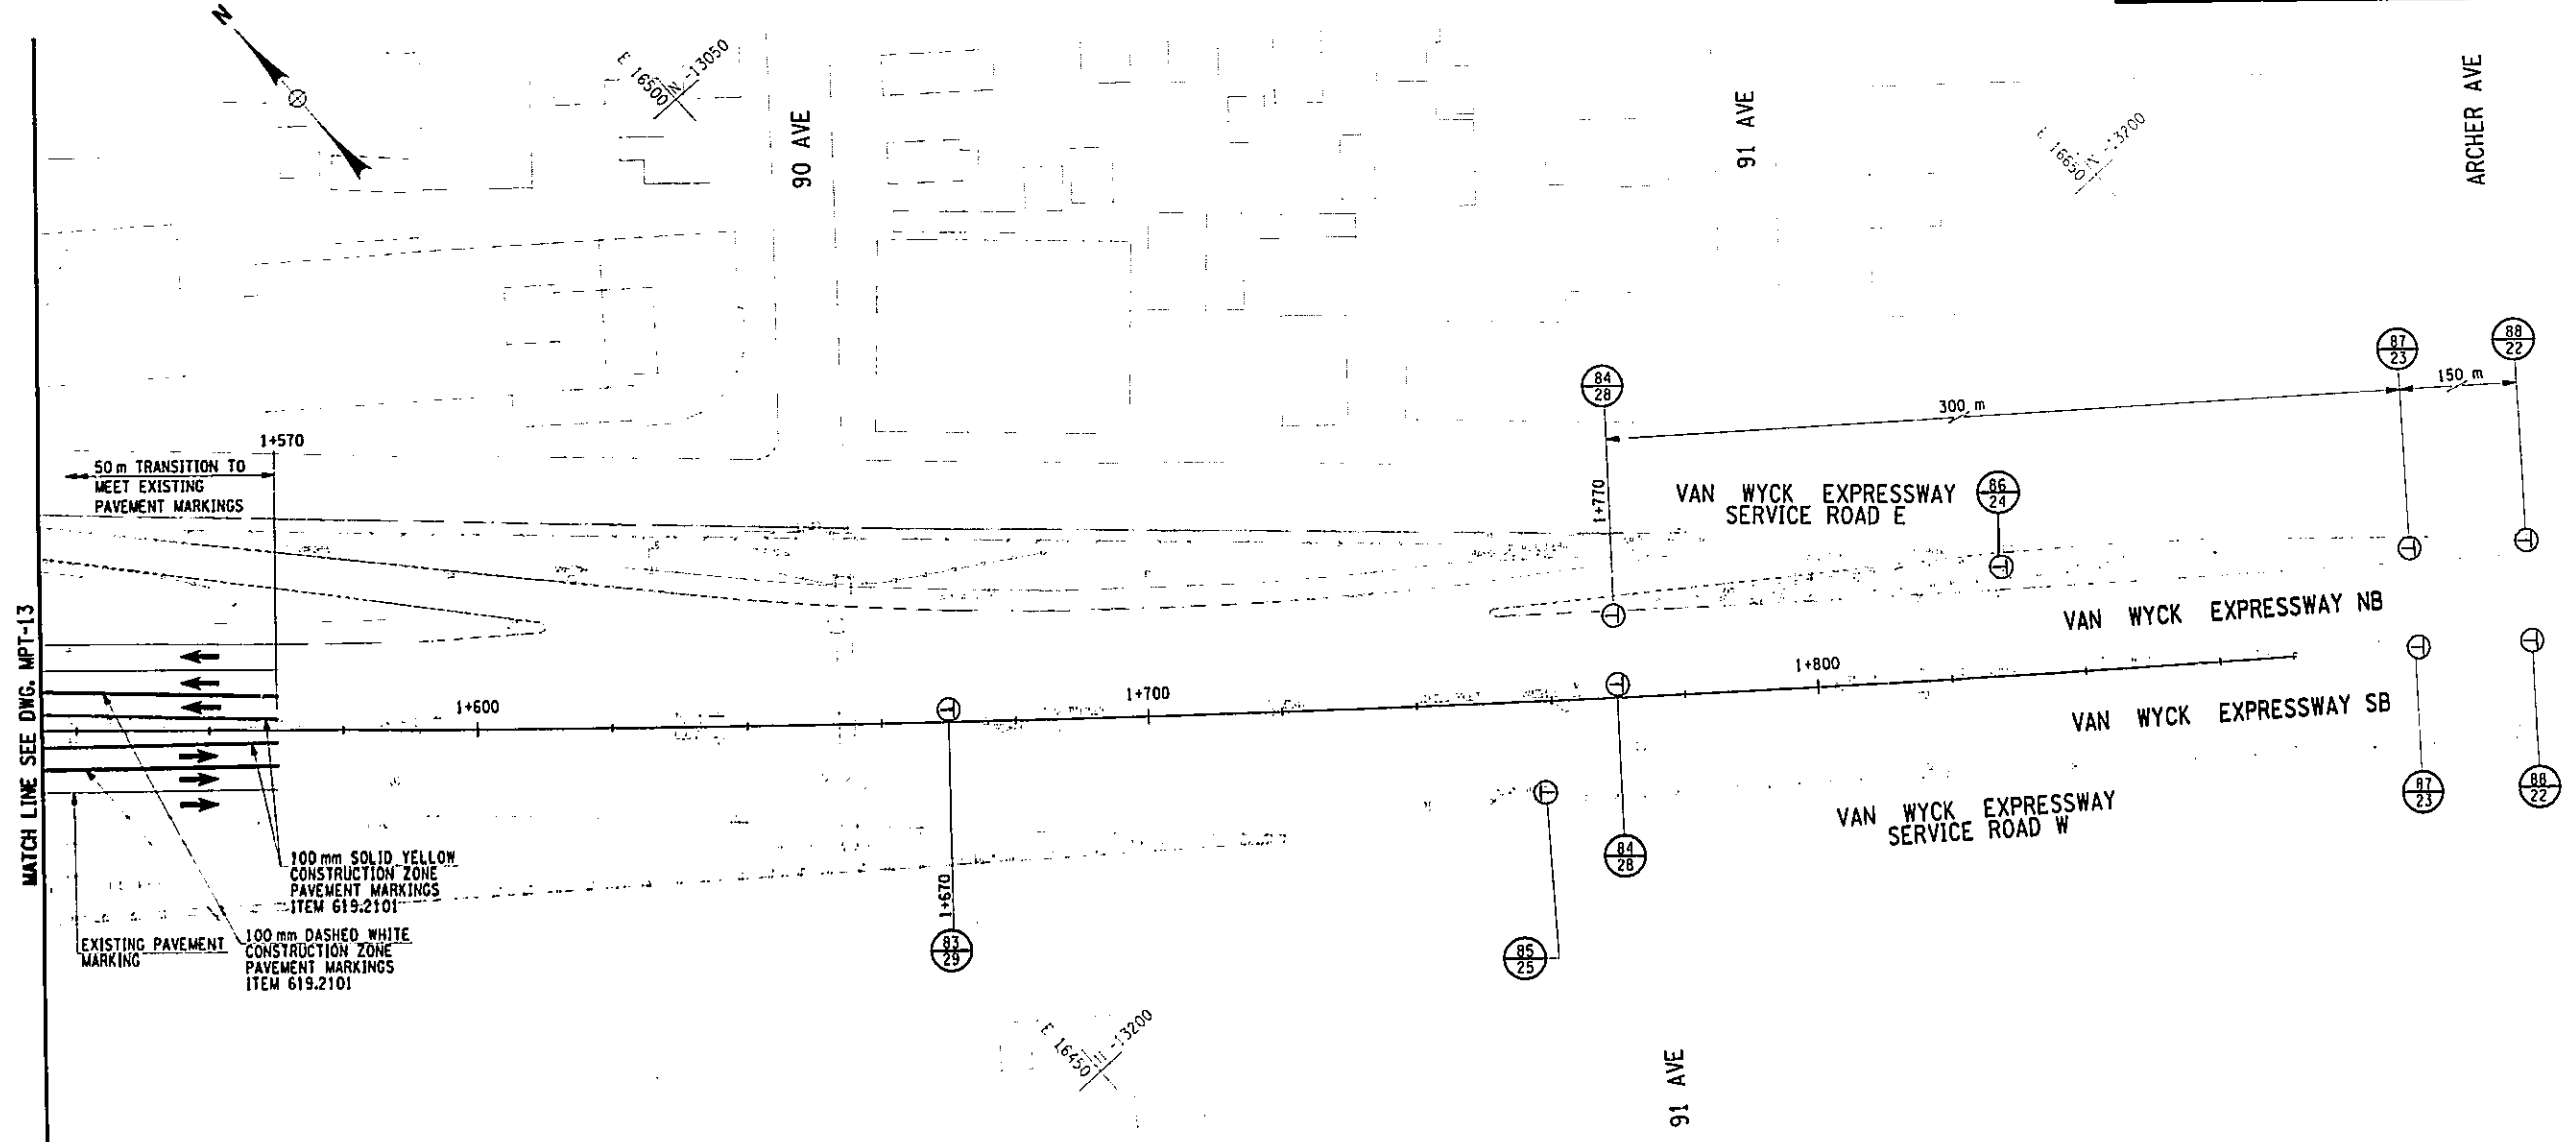 N
E 16500
N -13050
90 AVE
91 AVE
E 16650
N -13200
ARCHER AVE
88
22
87
23
84
28
150 m
300 m
1+570
50 m TRANSITION TO
MEET EXISTING
PAVEMENT MARKINGS
1+770
VAN WYCK EXPRESSWAY
SERVICE ROAD E
86
24
VAN WYCK EXPRESSWAY NB
MATCH LINE SEE DWG. MPT-13
1+600
1+700
1+800
VAN WYCK EXPRESSWAY SB
87
23
88
22
VAN WYCK EXPRESSWAY
SERVICE ROAD W
84
28
100 mm SOLID YELLOW
CONSTRUCTION ZONE
PAVEMENT MARKINGS
ITEM 619.2101
1+670
83
29
85
25
EXISTING PAVEMENT
MARKING
100 mm DASHED WHITE
CONSTRUCTION ZONE
PAVEMENT MARKINGS
ITEM 619.2101
E 16450
N -13200
91 AVE